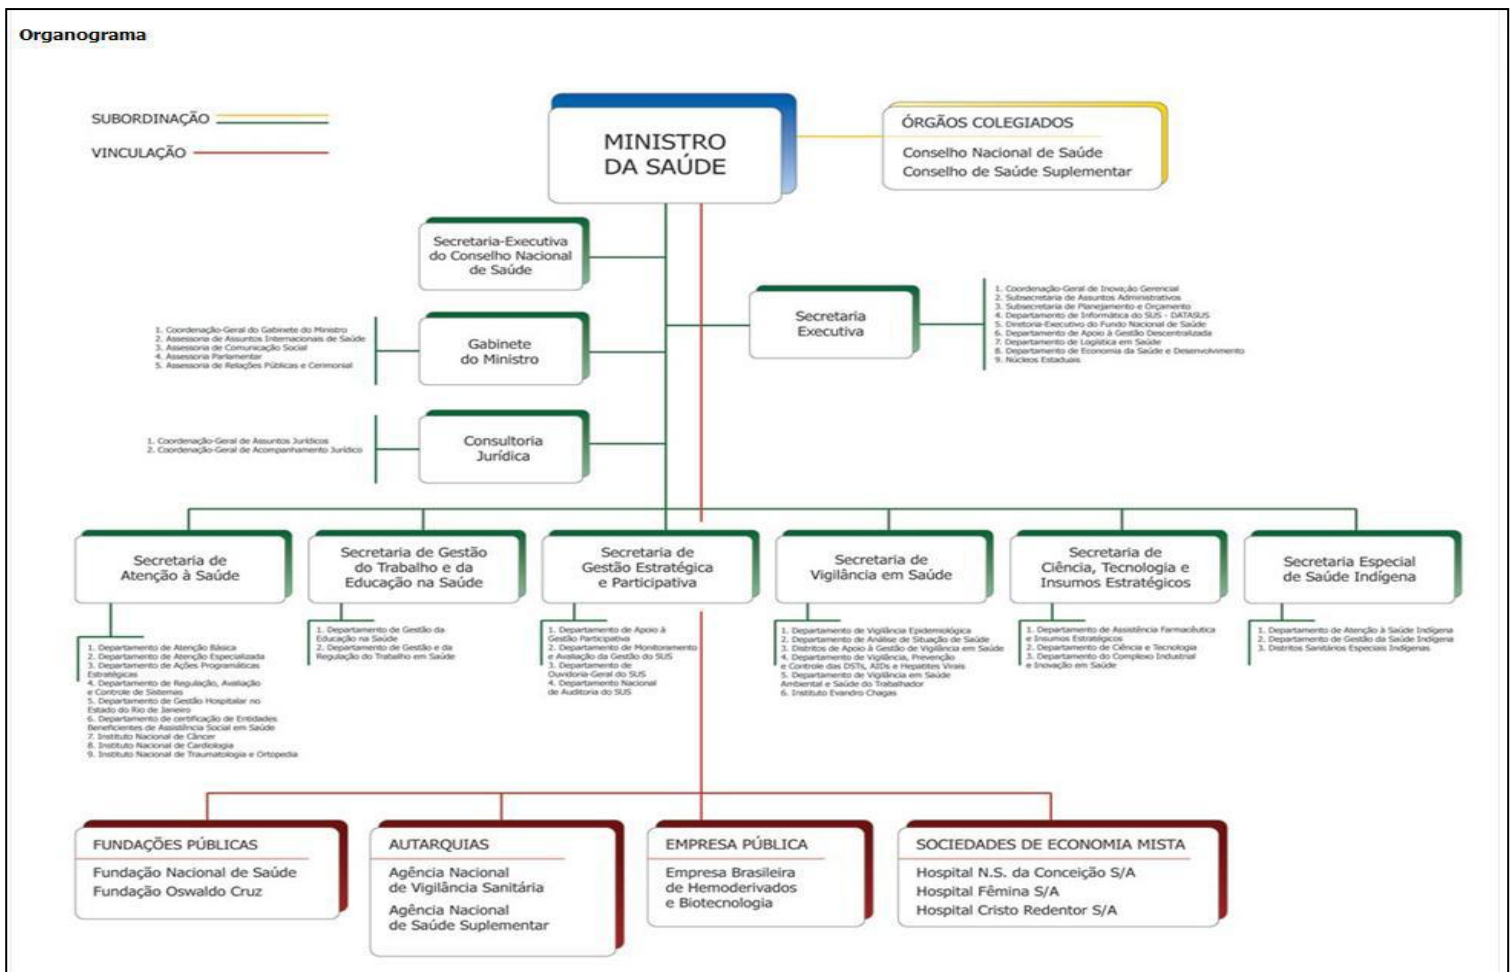 Organograma
SUBORDINAÇÃO
VINCULAÇÃO
MINISTRO
DA SAÚDE
ÓRGÃOS COLEGIADOS
Conselho Nacional de Saúde
Conselho de Saúde Suplementar
Secretaria-Executiva
do Conselho Nacional
de Saúde
Secretaria
Executiva
1. Coordenação-Geral de Inovação Gerencial
2. Subsecretaria de Assuntos Administrativos
3. Subsecretaria de Planejamento e Orçamento
4. Departamento de Informática do SUS - DATASUS
5. Diretoria-Executivo do Fundo Nacional de Saúde
6. Departamento de Apoio à Gestão Descentralizada
7. Departamento de Logística em Saúde
8. Departamento de Economia da Saúde e Desenvolvimento
9. Núcleos Estaduais
1. Coordenação-Geral do Gabinete do Ministro
2. Assessoria de Assuntos Internacionais de Saúde
3. Assessoria de Comunicação Social
4. Assessoria Parlamentar
5. Assessoria de Relações Públicas e Cerimonial
Gabinete
do Ministro
1. Coordenação-Geral de Assuntos Jurídicos
2. Coordenação-Geral de Acompanhamento Jurídico
Consultoria
Jurídica
Secretaria de
Atenção à Saúde
1. Departamento de Atenção Básica
2. Departamento de Atenção Especializada
3. Departamento de Ações Programáticas
Estratégicas
4. Departamento de Regulação, Avaliação
e Controle de Sistemas
5. Departamento de Gestão Hospitalar no
Estado do Rio de Janeiro
6. Departamento de certificação de Entidades
Beneficentes de Assistência Social em Saúde
7. Instituto Nacional de Câncer
8. Instituto Nacional de Cardiologia
9. Instituto Nacional de Traumatologia e Ortopedia
Secretaria de Gestão
do Trabalho e da
Educação na Saúde
1. Departamento de Gestão da
Educação na Saúde
2. Departamento de Gestão e da
Regulação do Trabalho em Saúde
Secretaria de
Gestão Estratégica
e Participativa
1. Departamento de Apoio à
Gestão Participativa
2. Departamento de Monitoramento
e Avaliação da Gestão do SUS
3. Departamento de
Ouvidoria-Geral do SUS
4. Departamento Nacional
de Auditoria do SUS
Secretaria de
Vigilância em Saúde
1. Departamento de Vigilância Epidemiológica
2. Departamento de Análise de Situação de Saúde
3. Distritos de Apoio à Gestão de Vigilância em Saúde
4. Departamento de Vigilância, Prevenção
e Controle das DSTs, AIDs e Hepatites Virais
5. Departamento de Vigilância em Saúde
Ambiental e Saúde do Trabalhador
6. Instituto Evandro Chagas
Secretaria de
Ciência, Tecnologia e
Insumos Estratégicos
1. Departamento de Assistência Farmacêutica
e Insumos Estratégicos
2. Departamento de Ciência e Tecnologia
3. Departamento do Complexo Industrial
e Inovação em Saúde
Secretaria Especial
de Saúde Indígena
1. Departamento de Atenção à Saúde Indígena
2. Departamento de Gestão da Saúde Indígena
3. Distritos Sanitários Especiais Indígenas
FUNDAÇÕES PÚBLICAS
Fundação Nacional de Saúde
Fundação Oswaldo Cruz
AUTARQUIAS
Agência Nacional
de Vigilância Sanitária
Agência Nacional
de Saúde Suplementar
EMPRESA PÚBLICA
Empresa Brasileira
de Hemoderivados
e Biotecnologia
SOCIEDADES DE ECONOMIA MISTA
Hospital N.S. da Conceição S/A
Hospital Fêmina S/A
Hospital Cristo Redentor S/A